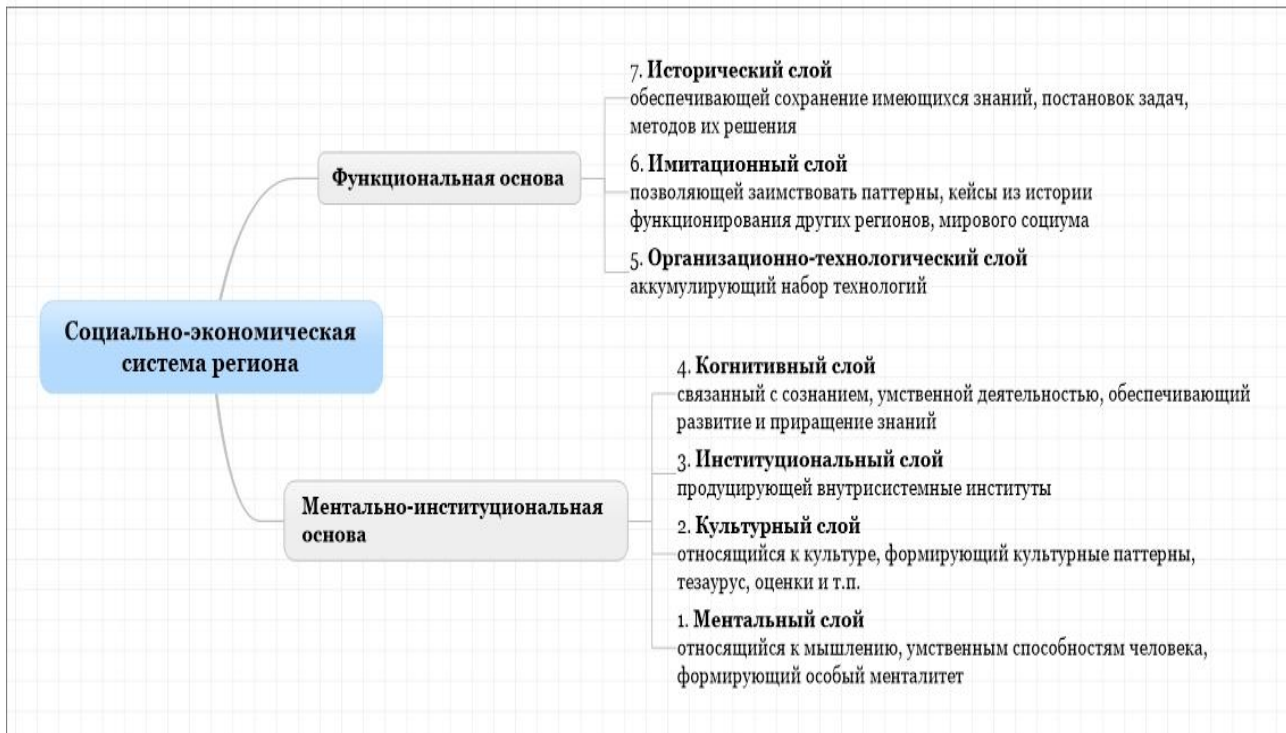 7. Исторический слой
обеспечивающей сохранение имеющихся знаний, постановок задач,
методов их решения
Функциональная основа
6. Имитационный слой
позволяющей заимствовать паттерны, кейсы из истории
функционирования других регионов, мирового социума
5. Организационно-технологический слой
аккумулирующий набор технологий
Социально-экономическая
система региона
4. Когнитивный слой
связанный с сознанием, умственной деятельностью, обеспечивающий
развитие и приращение знаний
3. Институциональный слой
продуцирующей внутрисистемные институты
Ментально-институциональная
основа
2. Культурный слой
относящийся к культуре, формирующий культурные паттерны,
тезаурус, оценки и т.п.
1. Ментальный слой
относящийся к мышлению, умственным способностям человека,
формирующий особый менталитет